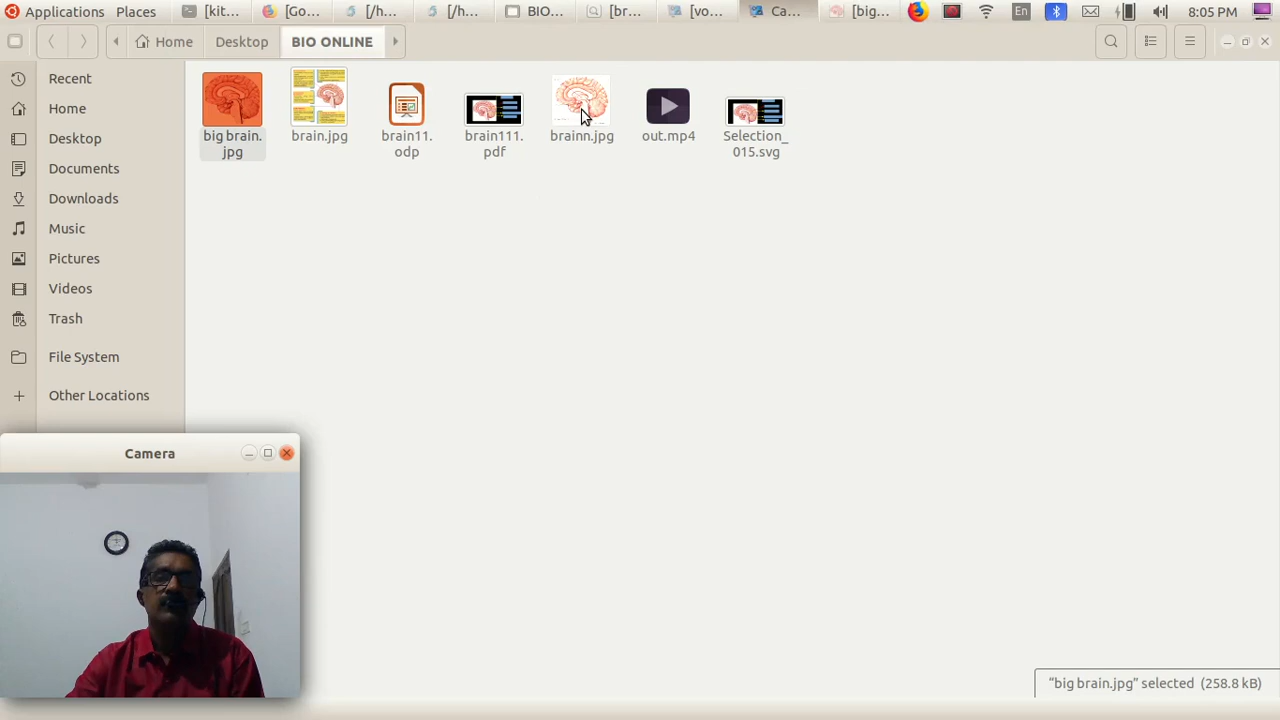 Applications Places [kit... [Go... [/h... [/h... BIO... [br... [vo... Ca... [big... En 8:05 PM
Home Desktop BIO ONLINE
Recent
Home
Desktop
Documents
Downloads
Music
Pictures
Videos
Trash
File System
Other Locations
big brain.
jpg
brain.jpg
brain11.
odp
brain111.
pdf
brainn.jpg
out.mp4
Selection_
015.svg
Camera
"big brain.jpg" selected (258.8 kB)